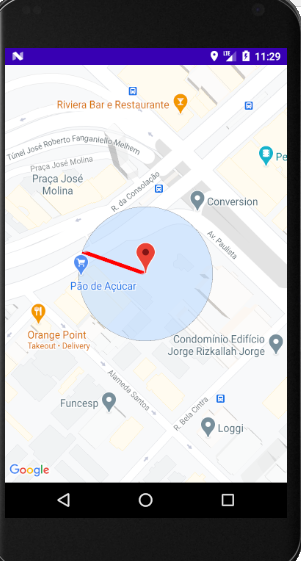 11:29
Riviera Bar e Restaurante
Túnel José Roberto Fanganiello Melhem
Pe
Praça José Molina
Praça José
Molina
R. da Consolação
Conversion
Av. Paulista
Pão de Açúcar
Orange Point
Takeout • Delivery
Condomínio Edifício
Jorge Rizkallah Jorge
Alameda Santos
Funcesp
R. Bela Cintra
Loggi
Google